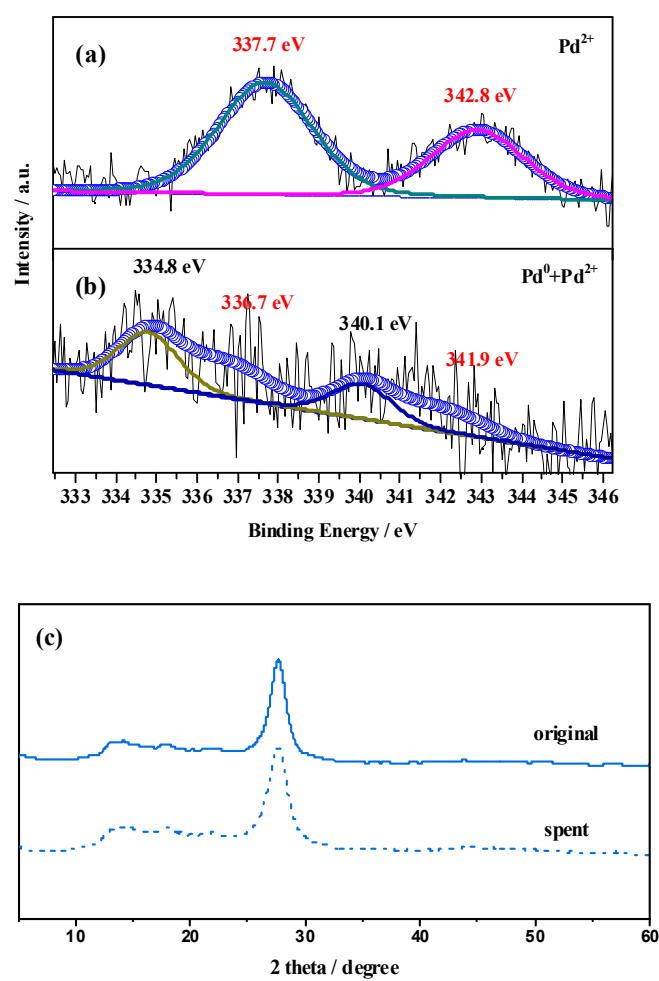 (a)
337.7 eV
Pd²⁺
342.8 eV
Intensity / a.u.
(b)
334.8 eV
Pd⁰+Pd²⁺
336.7 eV
340.1 eV
341.9 eV
333 334 335 336 337 338 339 340 341 342 343 344 345 346
Binding Energy / eV
(c)
original
spent
10 20 30 40 50 60
2 theta / degree